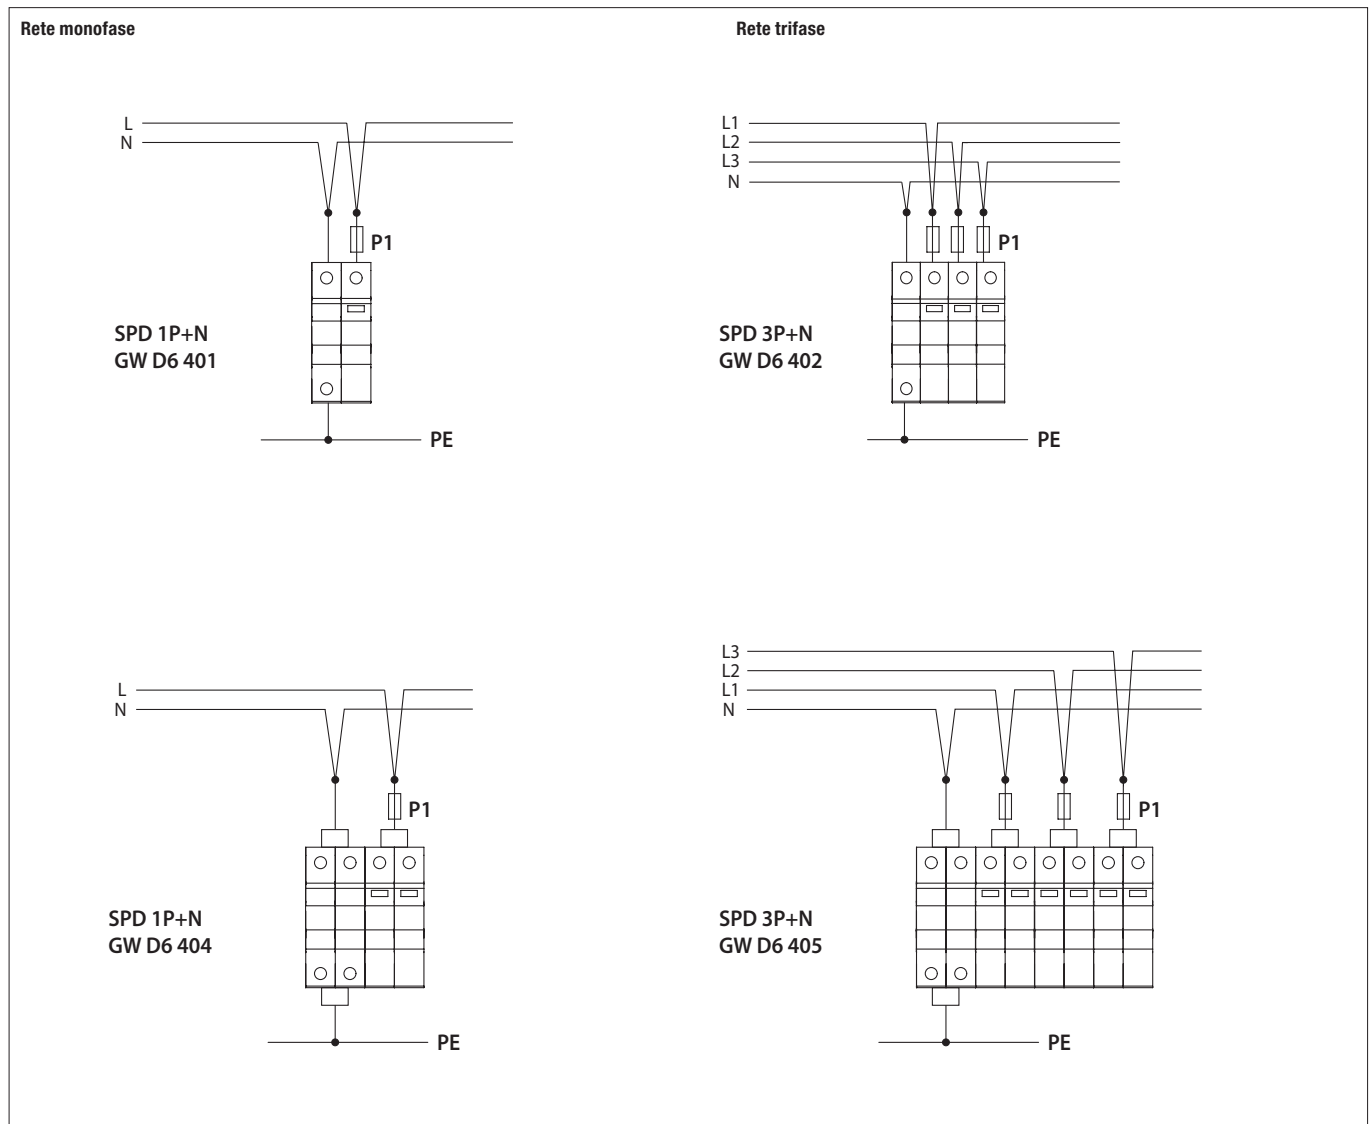 Rete monofase
Rete trifase
L
N
P1
SPD 1P+N
GW D6 401
PE
L1
L2
L3
N
P1
SPD 3P+N
GW D6 402
PE
L
N
P1
SPD 1P+N
GW D6 404
PE
L3
L2
L1
N
P1
SPD 3P+N
GW D6 405
PE